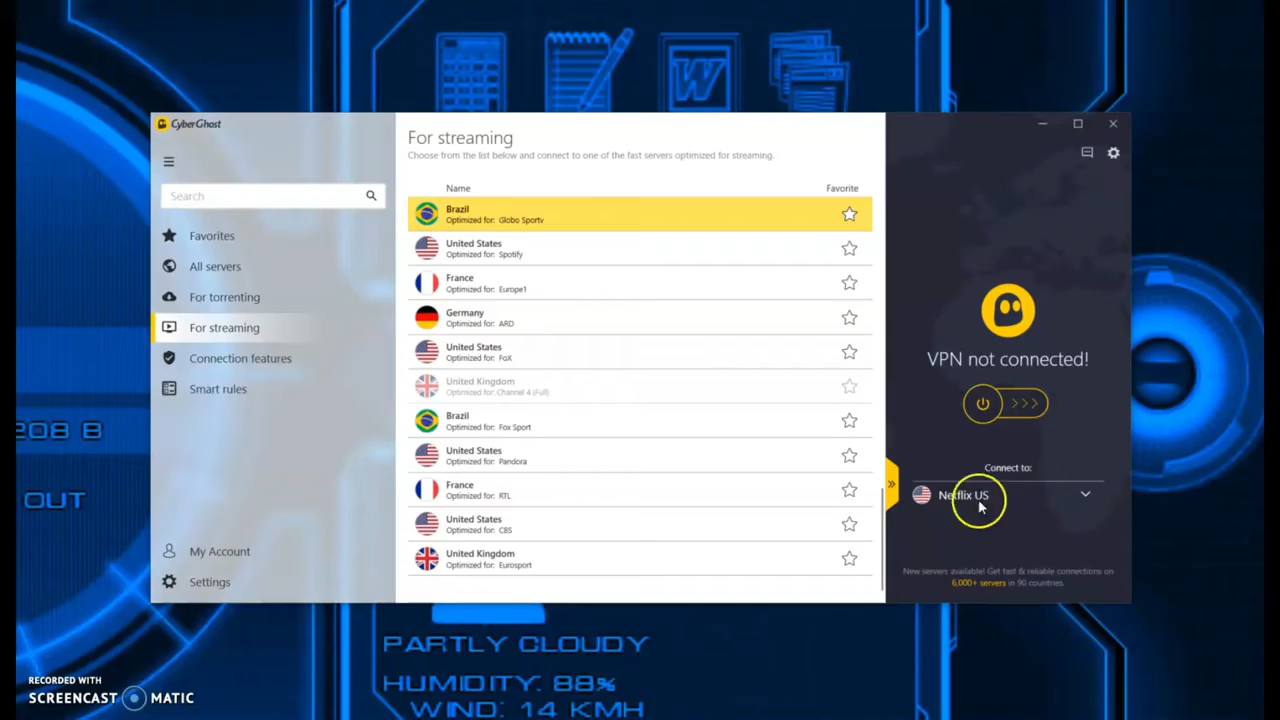 W
CyberGhost
Search
Favorites
All servers
For torrenting
For streaming
Connection features
Smart rules
My Account
Settings
For streaming
Choose from the list below and connect to one of the fast servers optimized for streaming.
Name Favorite
Brazil
Optimized for: Globo Sportv
United States
Optimized for: Spotify
France
Optimized for: Europe1
Germany
Optimized for: ARD
United States
Optimized for: FoX
United Kingdom
Optimized for: Channel 4 (Full)
Brazil
Optimized for: Fox Sport
United States
Optimized for: Pandora
France
Optimized for: RTL
United States
Optimized for: CBS
United Kingdom
Optimized for: Eurosport
VPN not connected!
Connect to:
Netflix US
New servers available! Get fast & reliable connections on
6,000+ servers in 90 countries.
208 B
OUT
PARTLY CLOUDY
HUMIDITY: 88%
WIND: 14 KMH
RECORDED WITH
SCREENCAST MATIC